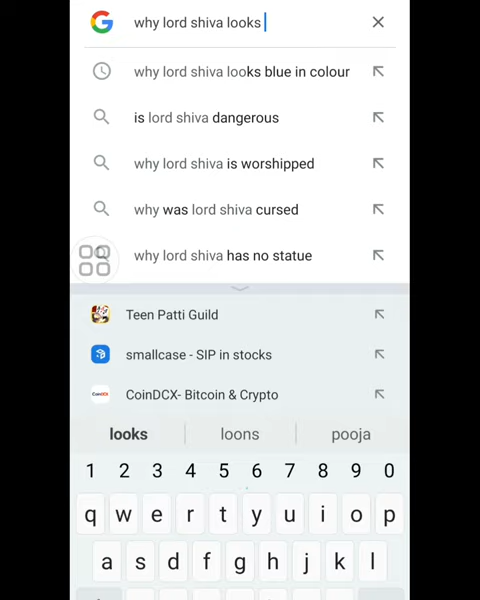 why lord shiva looks
why lord shiva looks blue in colour
is lord shiva dangerous
why lord shiva is worshipped
why was lord shiva cursed
why lord shiva has no statue
Teen Patti Guild
smallcase - SIP in stocks
CoinDCX- Bitcoin & Crypto
looks loons pooja
1 2 3 4 5 6 7 8 9 0
q w e r t y u i o p
a s d f g h j k l